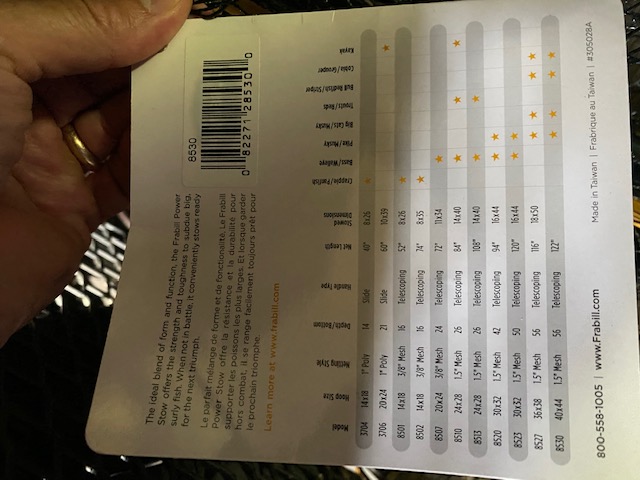 The ideal blend of form and function, the Frabill Power
Stow offers the strength and toughness to subdue big,
surly fish. When not in battle, it conveniently stows ready
for the next triumph.
Le parfait mélange de forme et de fonctionalité. Le Frabill
Power Stow offre la résistance et la durabilité pour
supporter les poissons les plus larges. Et lorsque garder
hors combat, il se range facilement toujours prêt pour
le prochain triomphe.
Learn more at www.frabill.com
8530
0 82271 28530 0
Model Hoop Size Netting Style Depth/Bottom Handle Type Net Length Stowed Dimensions Crappie/Panfish Bass/Walleye Pike/Musky Big Cats/Musky Trouts/Reds Bull Redfish/Striper Cobia/Grouper Kayak
3704 14x18 1" Poly 14 Slide 40" 8x26
3706 20x24 1" Poly 21 Slide 60" 10x39
8501 14x18 3/8" Mesh 16 Telescoping 52" 8x26
8502 14x18 3/8" Mesh 16 Telescoping 74" 8x35
8507 20x24 3/8" Mesh 24 Telescoping 72" 11x34
8510 24x28 1.5" Mesh 26 Telescoping 84" 14x40
8513 24x28 1.5" Mesh 26 Telescoping 108" 14x40
8520 30x32 1.5" Mesh 42 Telescoping 94" 16x44
8523 30x32 1.5" Mesh 50 Telescoping 120" 16x44
8527 36x38 1.5" Mesh 56 Telescoping 116" 18x50
8530 40x44 1.5" Mesh 56 Telescoping 122"
800-558-1005 | www.Frabill.com
Made in Taiwan | Frabrique au Taiwan | #305028A